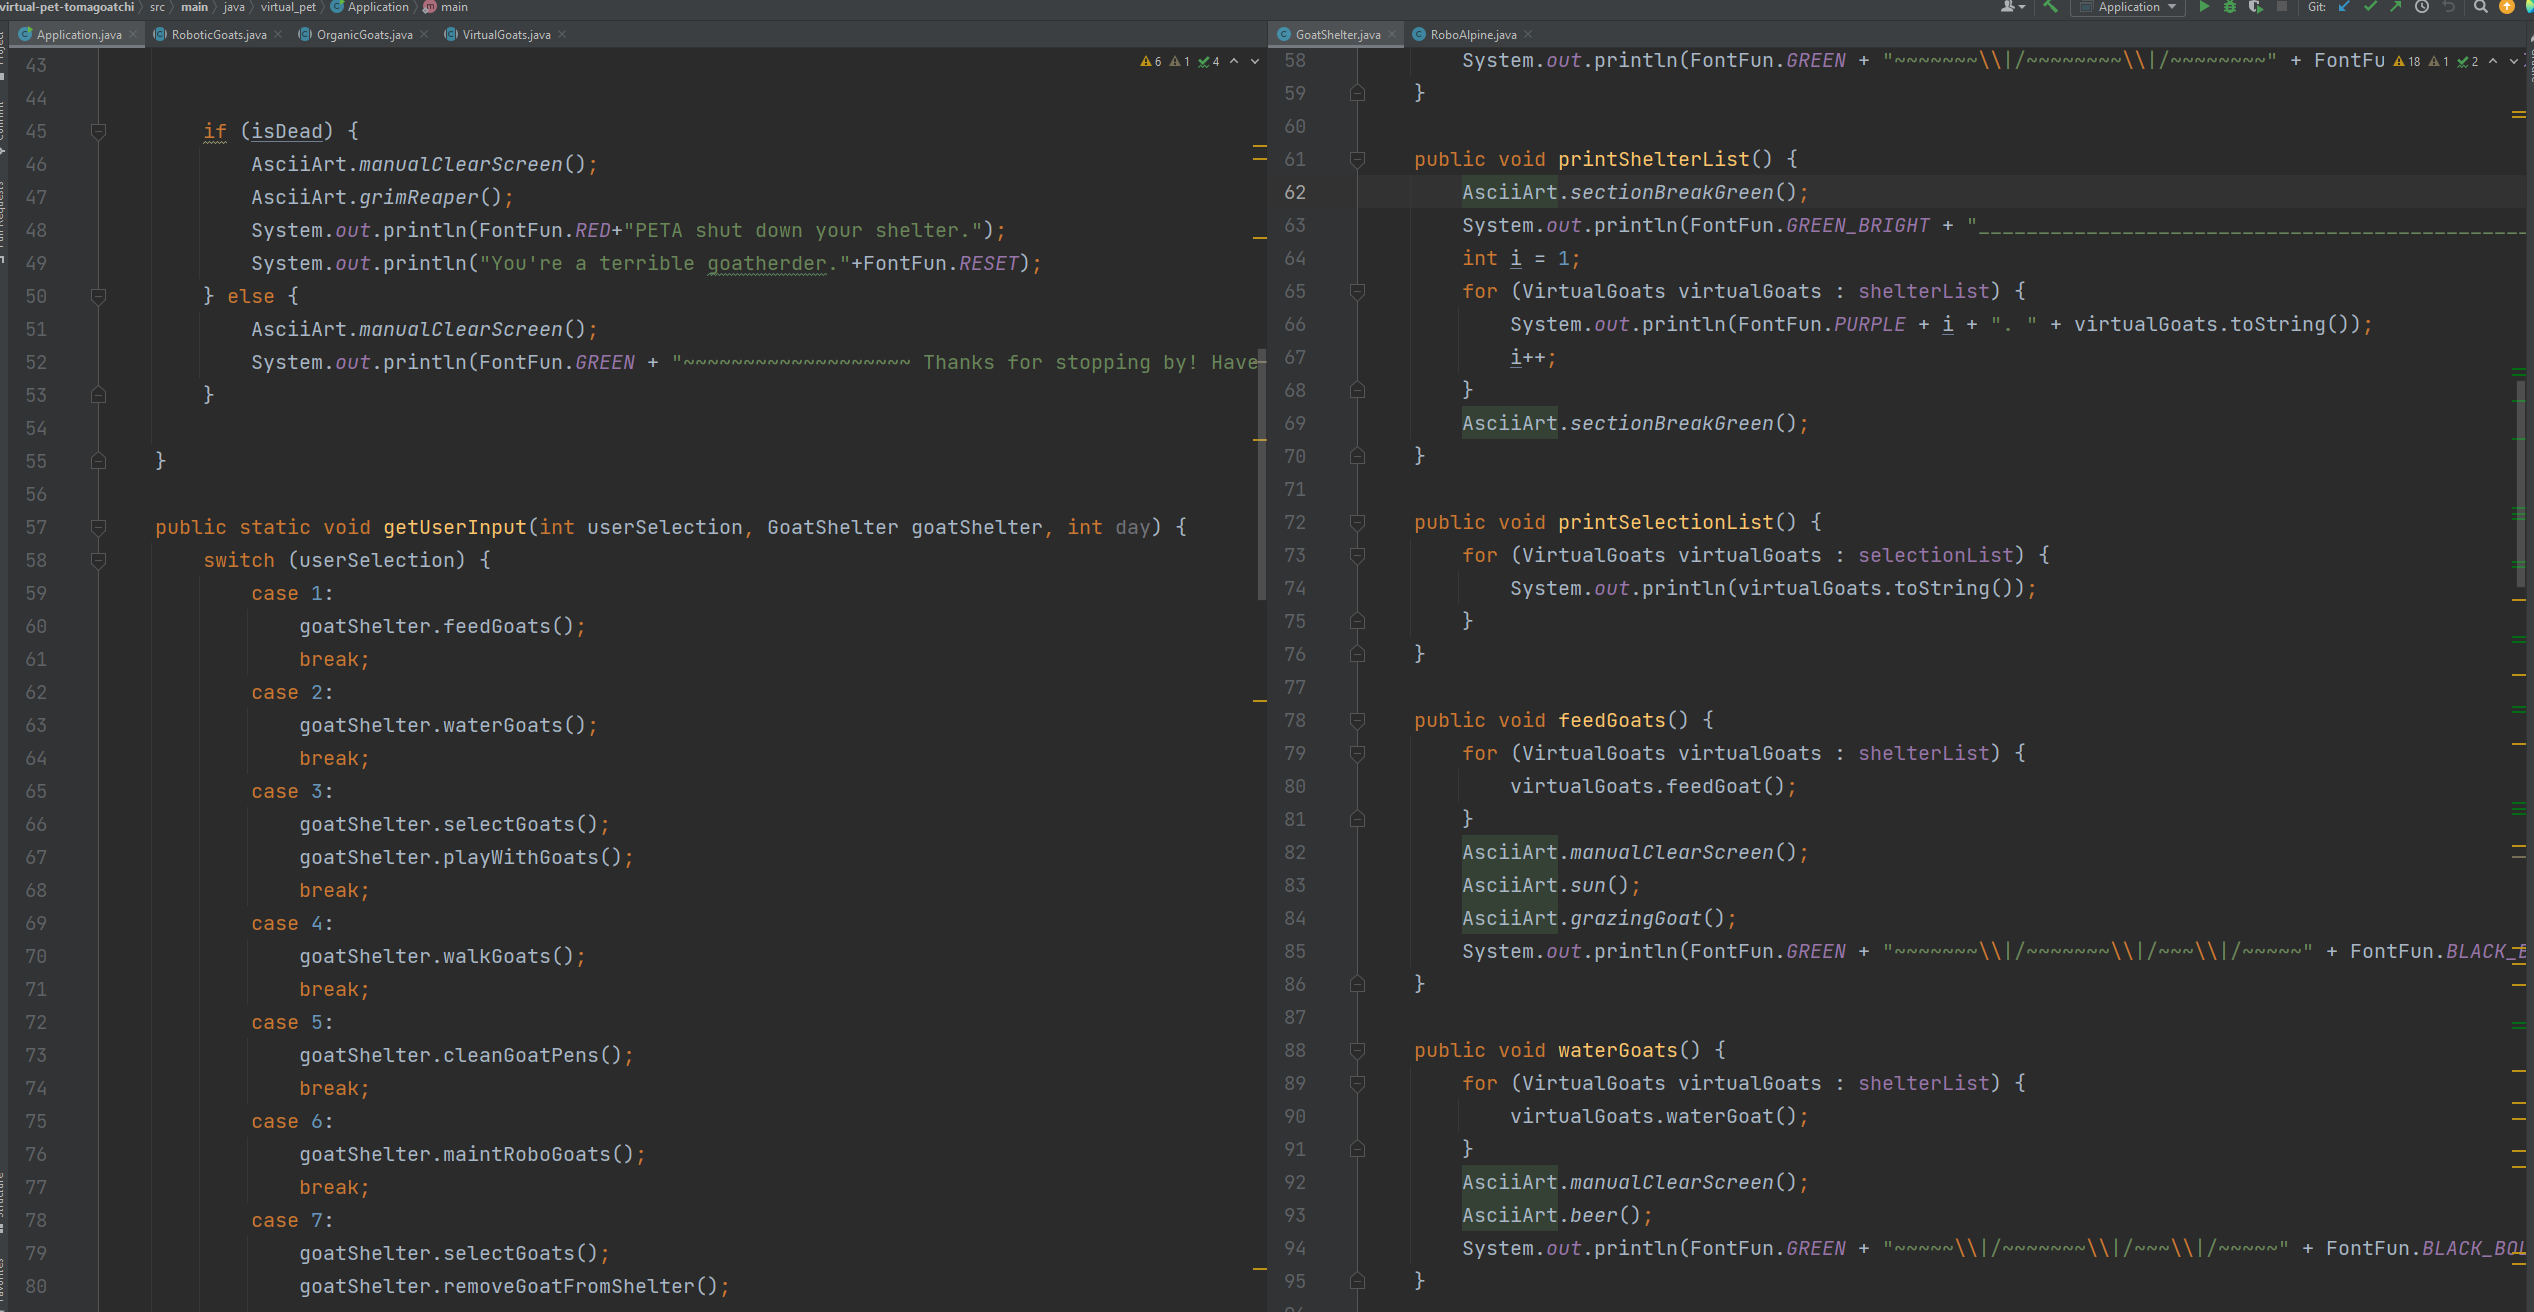 virtual-pet-tomagoatchi > src > main > java > virtual_pet > Application > main
Application Git:
Application.java RoboticGoats.java OrganicGoats.java VirtualGoats.java
6 1 4
43
44
45 if (isDead) {
46 AsciiArt.manualClearScreen();
47 AsciiArt.grimReaper();
48 System.out.println(FontFun.RED+"PETA shut down your shelter.");
49 System.out.println("You're a terrible goatherder."+FontFun.RESET);
50 } else {
51 AsciiArt.manualClearScreen();
52 System.out.println(FontFun.GREEN + "~~~~~~~~~~~~~~~~~~~ Thanks for stopping by! Have
53 }
54
55 }
56
57 public static void getUserInput(int userSelection, GoatShelter goatShelter, int day) {
58 switch (userSelection) {
59 case 1:
60 goatShelter.feedGoats();
61 break;
62 case 2:
63 goatShelter.waterGoats();
64 break;
65 case 3:
66 goatShelter.selectGoats();
67 goatShelter.playWithGoats();
68 break;
69 case 4:
70 goatShelter.walkGoats();
71 break;
72 case 5:
73 goatShelter.cleanGoatPens();
74 break;
75 case 6:
76 goatShelter.maintRoboGoats();
77 break;
78 case 7:
79 goatShelter.selectGoats();
80 goatShelter.removeGoatFromShelter();
GoatShelter.java RoboAlpine.java
18 1 2
58 System.out.println(FontFun.GREEN + "~~~~~~~\\|/~~~~~~~~\\|/~~~~~~~~" + FontFu
59 }
60
61 public void printShelterList() {
62 AsciiArt.sectionBreakGreen();
63 System.out.println(FontFun.GREEN_BRIGHT + "______________________________________________
64 int i = 1;
65 for (VirtualGoats virtualGoats : shelterList) {
66 System.out.println(FontFun.PURPLE + i + ". " + virtualGoats.toString());
67 i++;
68 }
69 AsciiArt.sectionBreakGreen();
70 }
71
72 public void printSelectionList() {
73 for (VirtualGoats virtualGoats : selectionList) {
74 System.out.println(virtualGoats.toString());
75 }
76 }
77
78 public void feedGoats() {
79 for (VirtualGoats virtualGoats : shelterList) {
80 virtualGoats.feedGoat();
81 }
82 AsciiArt.manualClearScreen();
83 AsciiArt.sun();
84 AsciiArt.grazingGoat();
85 System.out.println(FontFun.GREEN + "~~~~~~~\\|/~~~~~~~\\|/~~~\\|/~~~~~" + FontFun.BLACK_B
86 }
87
88 public void waterGoats() {
89 for (VirtualGoats virtualGoats : shelterList) {
90 virtualGoats.waterGoat();
91 }
92 AsciiArt.manualClearScreen();
93 AsciiArt.beer();
94 System.out.println(FontFun.GREEN + "~~~~~\\|/~~~~~~~\\|/~~~\\|/~~~~~" + FontFun.BLACK_BOL
95 }